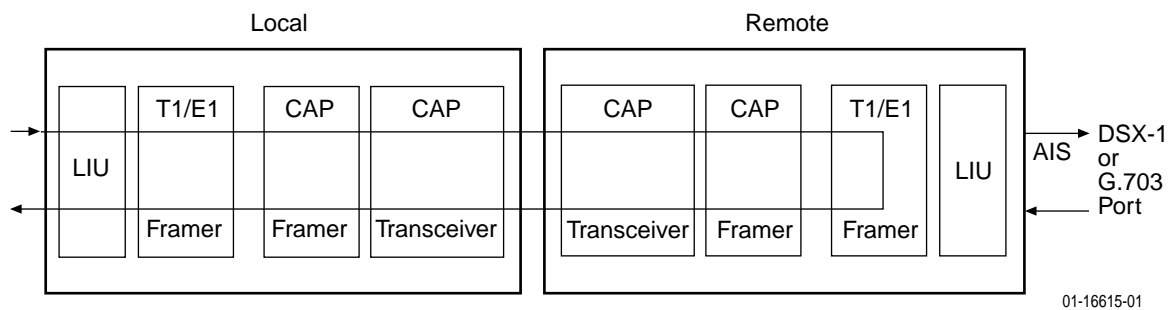 Local
Remote
LIU
T1/E1
Framer
CAP
Framer
CAP
Transceiver
CAP
Transceiver
CAP
Framer
T1/E1
Framer
LIU
AIS
DSX-1
or
G.703
Port
01-16615-01